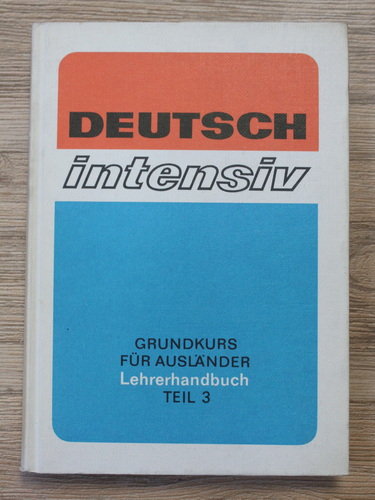 DEUTSCH
intensiv
GRUNDKURS
FÜR AUSLÄNDER
Lehrerhandbuch
TEIL 3